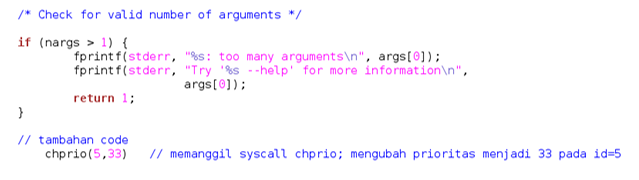 /* Check for valid number of arguments */
if (nargs > 1) {
fprintf(stderr, "%s: too many arguments\n", args[0]);
fprintf(stderr, "Try '%s --help' for more information\n",
args[0]);
return 1;
}
// tambahan code
chprio(5,33) // memanggil syscall chprio; mengubah prioritas menjadi 33 pada id=5